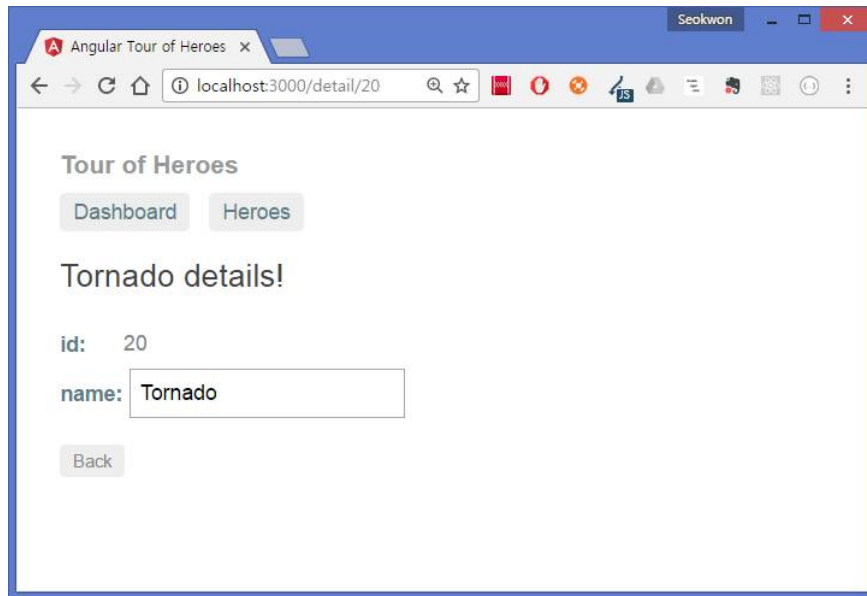 Seokwon
Angular Tour of Heroes
localhost:3000/detail/20
JS
Tour of Heroes
Dashboard Heroes
Tornado details!
id: 20
name: Tornado
Back